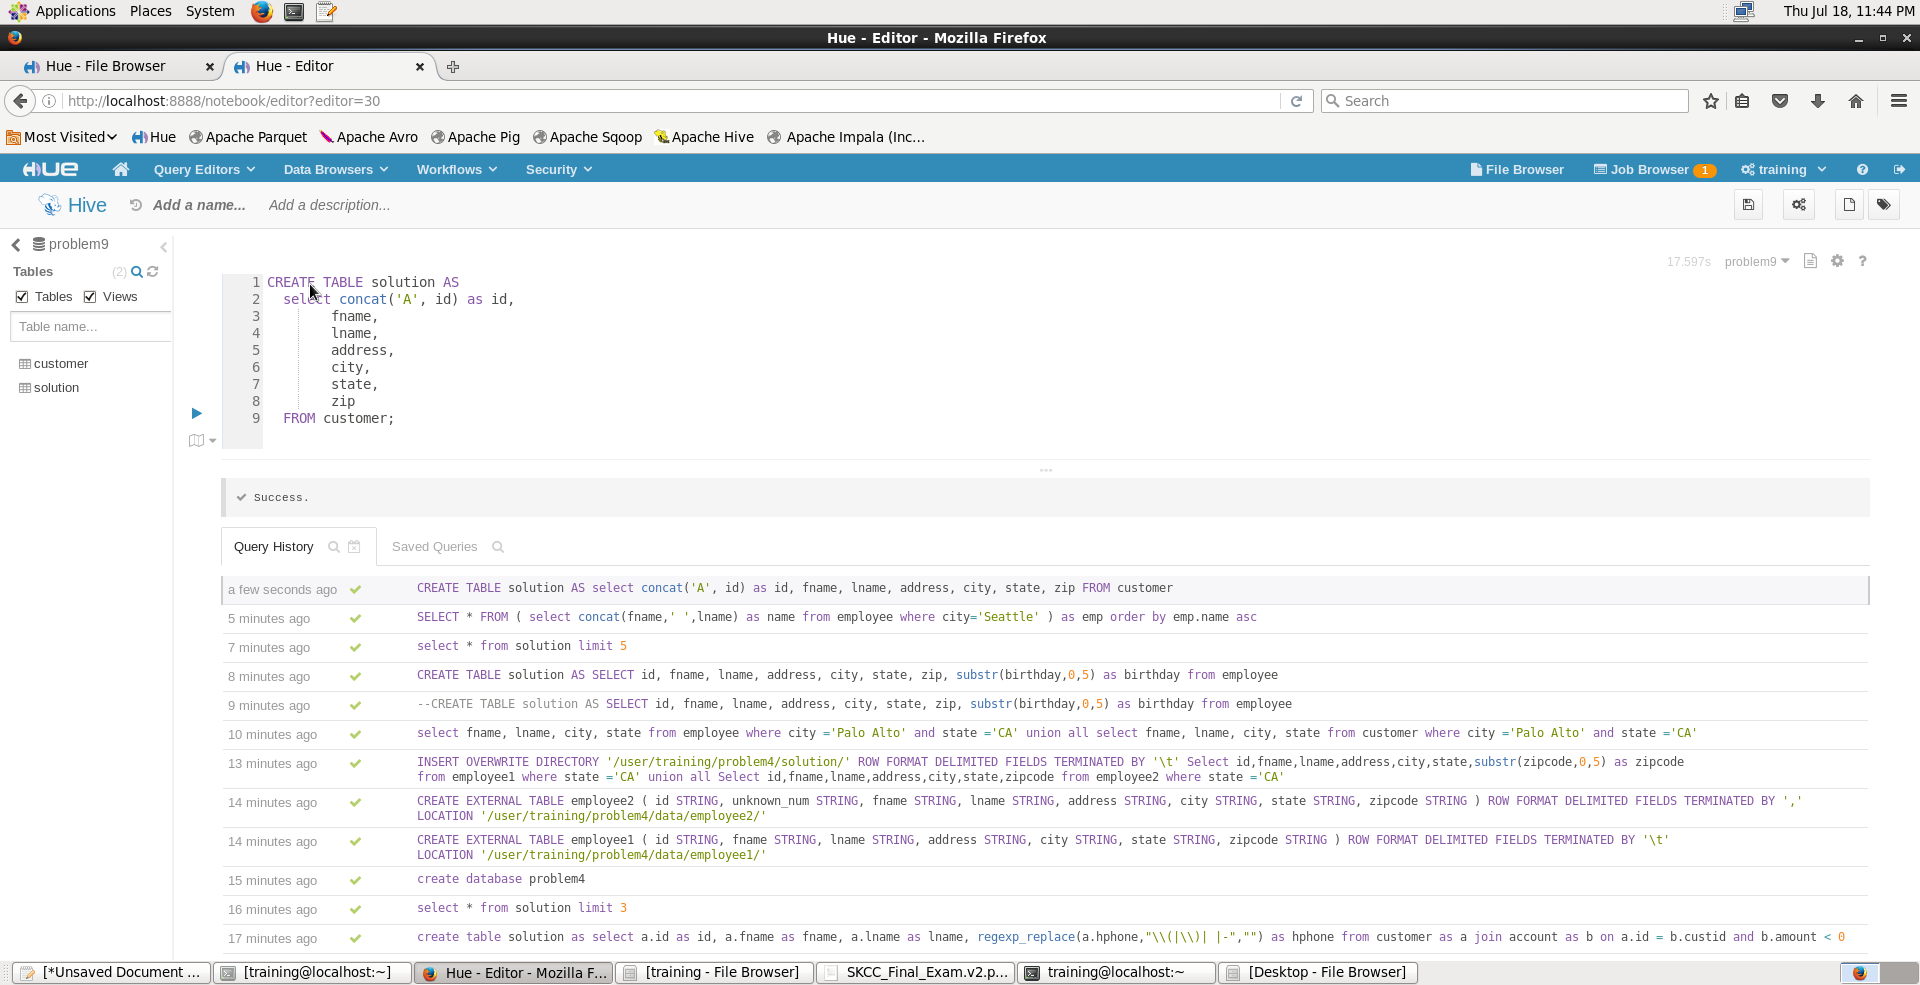 Applications Places System Thu Jul 18, 11:44 PM
Hue - Editor - Mozilla Firefox
Hue - File Browser Hue - Editor
http://localhost:8888/notebook/editor?editor=30 Search
Most Visited Hue Apache Parquet Apache Avro Apache Pig Apache Sqoop Apache Hive Apache Impala (Inc...
HUE Query Editors Data Browsers Workflows Security File Browser Job Browser 1 training
Hive Add a name... Add a description...
problem9
Tables (2)
Tables Views
Table name...
customer
solution
17.597s problem9
1 CREATE TABLE solution AS
2 select concat('A', id) as id,
3 fname,
4 lname,
5 address,
6 city,
7 state,
8 zip
9 FROM customer;
Success.
Query History Saved Queries
a few seconds ago CREATE TABLE solution AS select concat('A', id) as id, fname, lname, address, city, state, zip FROM customer
5 minutes ago SELECT * FROM ( select concat(fname,' ',lname) as name from employee where city='Seattle' ) as emp order by emp.name asc
7 minutes ago select * from solution limit 5
8 minutes ago CREATE TABLE solution AS SELECT id, fname, lname, address, city, state, zip, substr(birthday,0,5) as birthday from employee
9 minutes ago --CREATE TABLE solution AS SELECT id, fname, lname, address, city, state, zip, substr(birthday,0,5) as birthday from employee
10 minutes ago select fname, lname, city, state from employee where city ='Palo Alto' and state ='CA' union all select fname, lname, city, state from customer where city ='Palo Alto' and state ='CA'
13 minutes ago INSERT OVERWRITE DIRECTORY '/user/training/problem4/solution/' ROW FORMAT DELIMITED FIELDS TERMINATED BY '\t' Select id,fname,lname,address,city,state,substr(zipcode,0,5) as zipcode
from employee1 where state ='CA' union all Select id,fname,lname,address,city,state,zipcode from employee2 where state ='CA'
14 minutes ago CREATE EXTERNAL TABLE employee2 ( id STRING, unknown_num STRING, fname STRING, lname STRING, address STRING, city STRING, state STRING, zipcode STRING ) ROW FORMAT DELIMITED FIELDS TERMINATED BY ','
LOCATION '/user/training/problem4/data/employee2/'
14 minutes ago CREATE EXTERNAL TABLE employee1 ( id STRING, fname STRING, lname STRING, address STRING, city STRING, state STRING, zipcode STRING ) ROW FORMAT DELIMITED FIELDS TERMINATED BY '\t'
LOCATION '/user/training/problem4/data/employee1/'
15 minutes ago create database problem4
16 minutes ago select * from solution limit 3
17 minutes ago create table solution as select a.id as id, a.fname as fname, a.lname as lname, regexp_replace(a.hphone,"\\(|\\)| |-","") as hphone from customer as a join account as b on a.id = b.custid and b.amount < 0
[*Unsaved Document ... [training@localhost:~] Hue - Editor - Mozilla F... [training - File Browser] SKCC_Final_Exam.v2.p... training@localhost:~ [Desktop - File Browser]